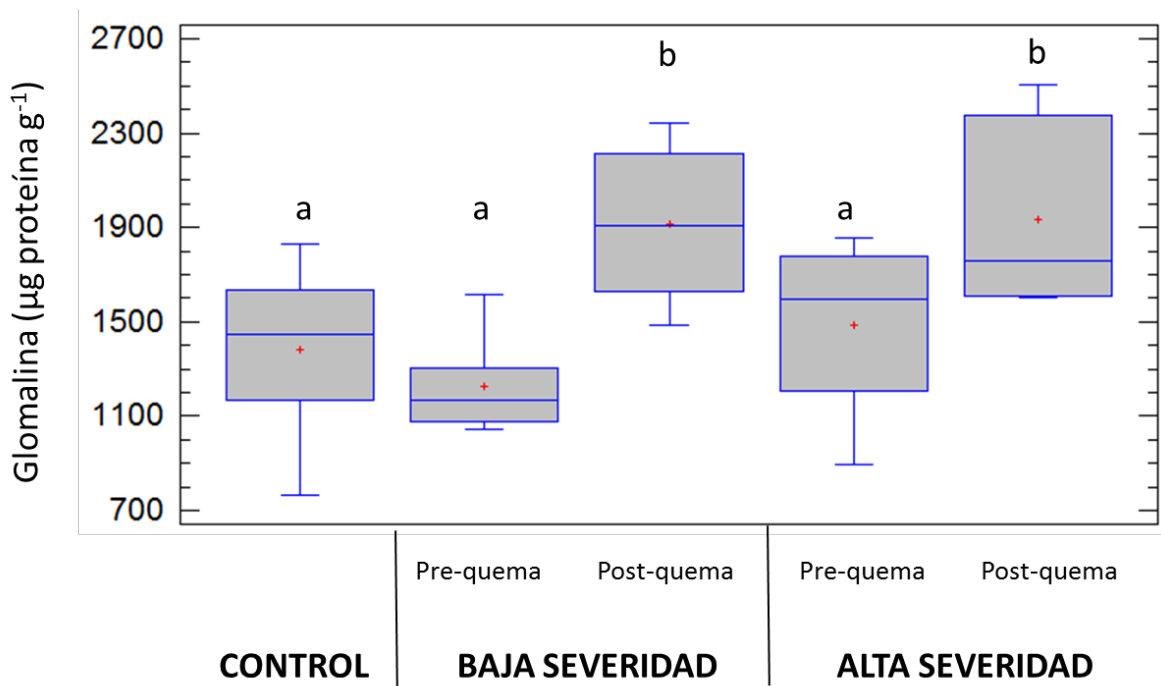 Glomalina (µg proteína g⁻¹)
2700
2300
1900
1500
1100
700
a
a
b
a
b
Pre-quema
Post-quema
Pre-quema
Post-quema
CONTROL
BAJA SEVERIDAD
ALTA SEVERIDAD